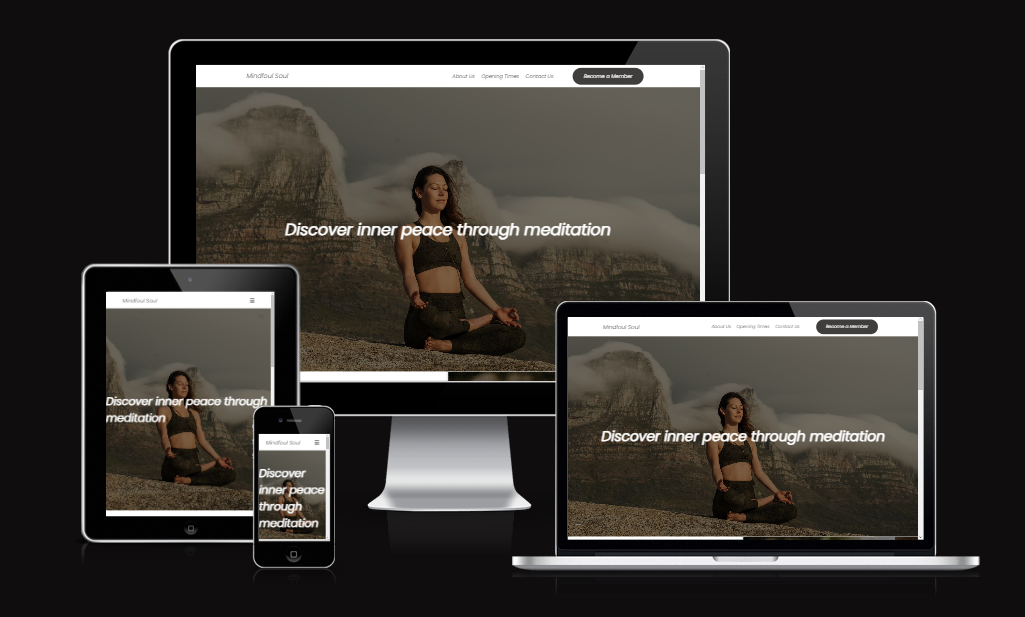 Mindfoul Soul
About Us Opening Times Contact Us Become a Member
Discover inner peace through meditation
Mindfoul Soul
Discover inner peace through
meditation
Mindfoul Soul
Discover
inner peace
through
meditation
Mindfoul Soul
About Us Opening Times Contact Us Become a Member
Discover inner peace through meditation